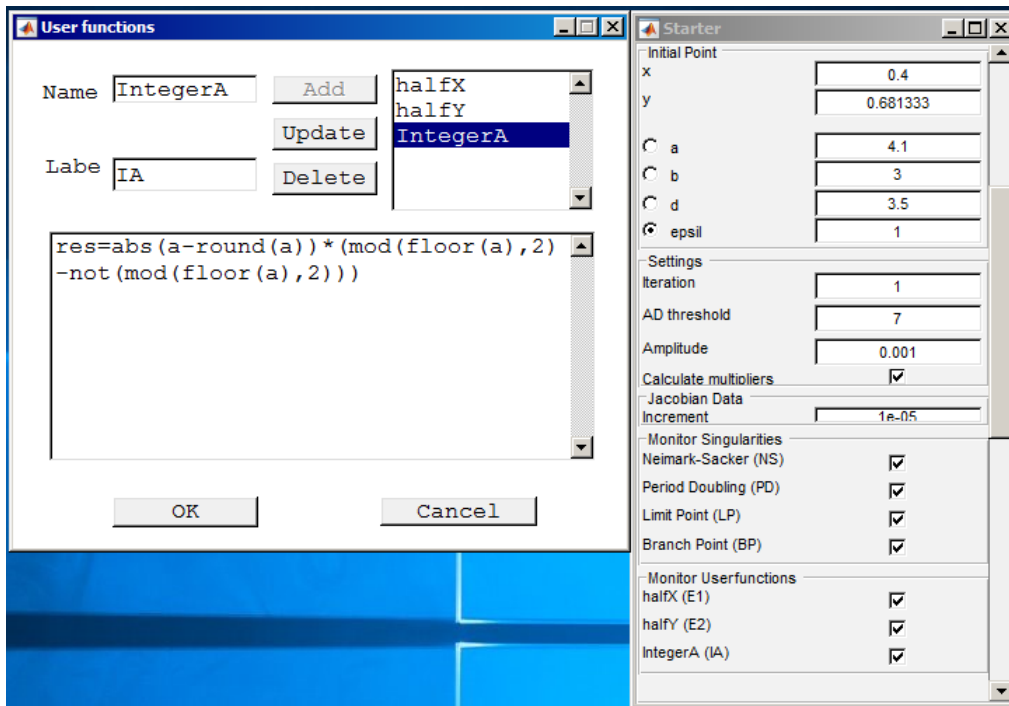 User functions
Name IntegerA Add
Update
Labe IA Delete
halfX
halfY
IntegerA
res=abs(a-round(a))*(mod(floor(a),2)
-not(mod(floor(a),2)))
OK Cancel
Starter
Initial Point
x 0.4
y 0.681333
a 4.1
b 3
d 3.5
epsil 1
Settings
Iteration 1
AD threshold 7
Amplitude 0.001
Calculate multipliers
Jacobian Data
Increment 1e-05
Monitor Singularities
Neimark-Sacker (NS)
Period Doubling (PD)
Limit Point (LP)
Branch Point (BP)
Monitor Userfunctions
halfX (E1)
halfY (E2)
IntegerA (IA)